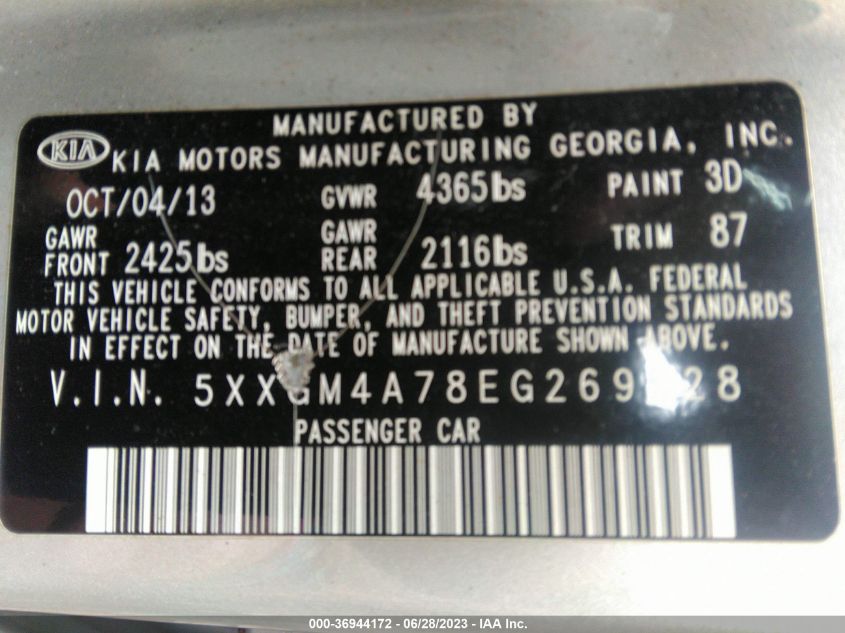 MANUFACTURED BY
KIA KIA MOTORS MANUFACTURING GEORGIA, INC.
OCT/04/13 GVWR 4365lbs PAINT 3D
GAWR FRONT 2425lbs GAWR REAR 2116lbs TRIM 87
THIS VEHICLE CONFORMS TO ALL APPLICABLE U.S.A. FEDERAL
MOTOR VEHICLE SAFETY, BUMPER, AND THEFT PREVENTION STANDARDS
IN EFFECT ON THE DATE OF MANUFACTURE SHOWN ABOVE.
V.I.N.
PASSENGER CAR
000-36944172 - 06/28/2023 - IAA Inc.